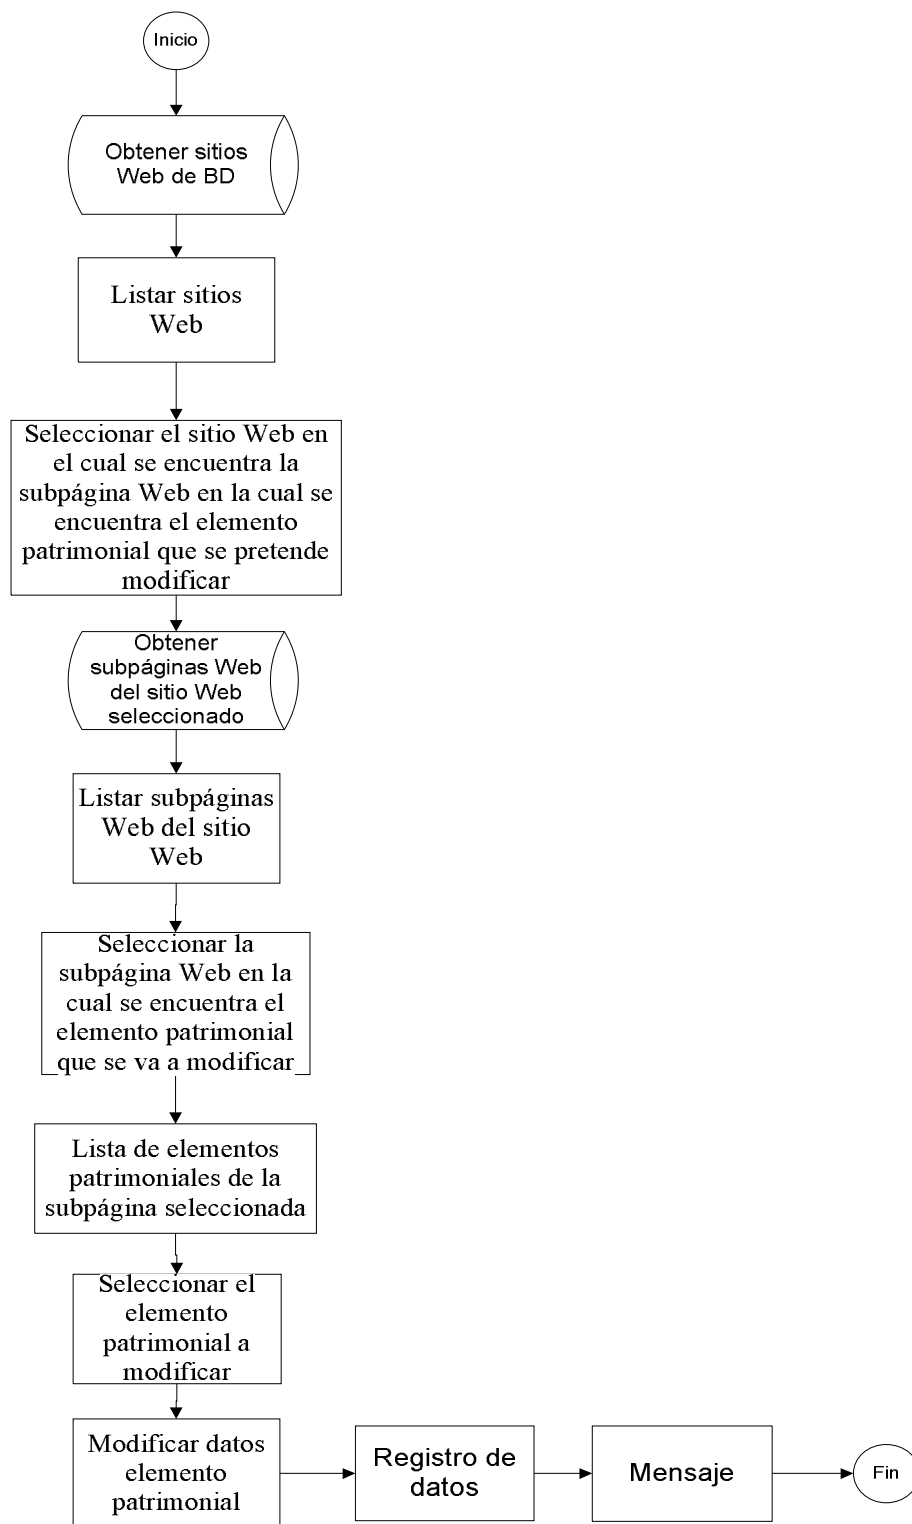 Inicio
Obtener sitios
Web de BD
Listar sitios
Web
Seleccionar el sitio Web en
el cual se encuentra la
subpágina Web en la cual se
encuentra el elemento
patrimonial que se pretende
modificar
Obtener
subpáginas Web
del sitio Web
seleccionado
Listar subpáginas
Web del sitio
Web
Seleccionar la
subpágina Web en la
cual se encuentra el
elemento patrimonial
que se va a modificar
Lista de elementos
patrimoniales de la
subpágina seleccionada
Seleccionar el
elemento
patrimonial a
modificar
Modificar datos
elemento
patrimonial
Registro de
datos
Mensaje
Fin